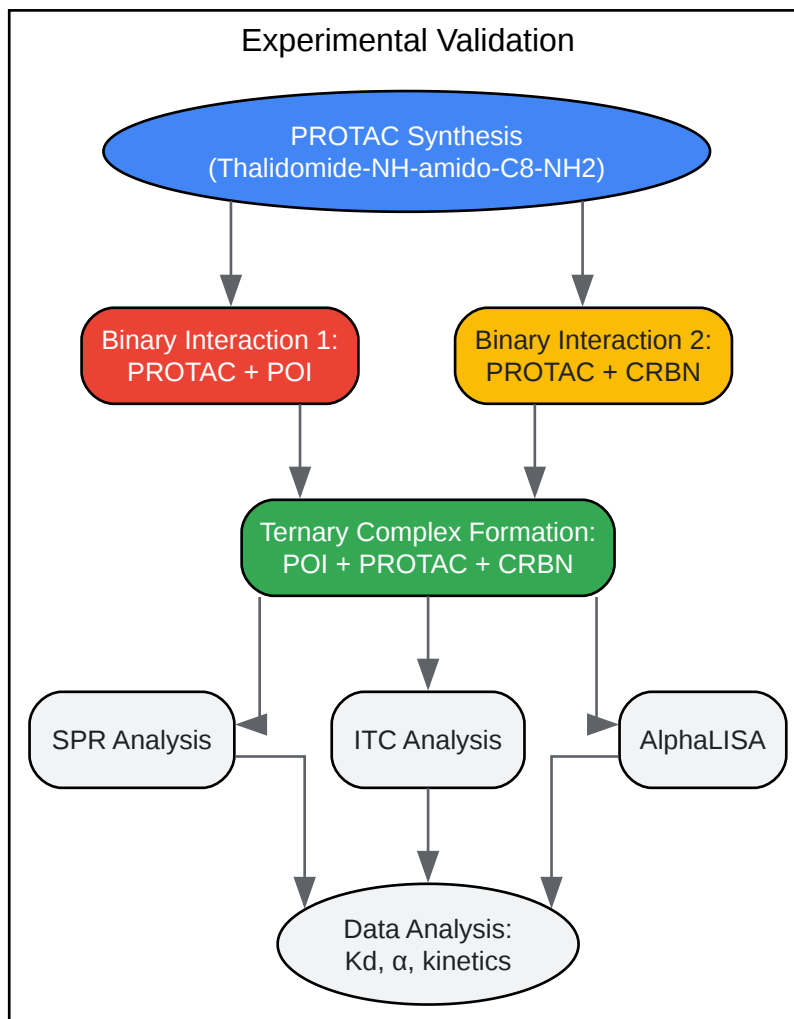 Experimental Validation
PROTAC Synthesis
(Thalidomide-NH-amido-C8-NH2)
Binary Interaction 1:
PROTAC + POI
Binary Interaction 2:
PROTAC + CRBN
Ternary Complex Formation:
POI + PROTAC + CRBN
SPR Analysis
ITC Analysis
AlphaLISA
Data Analysis:
Kd, α, kinetics